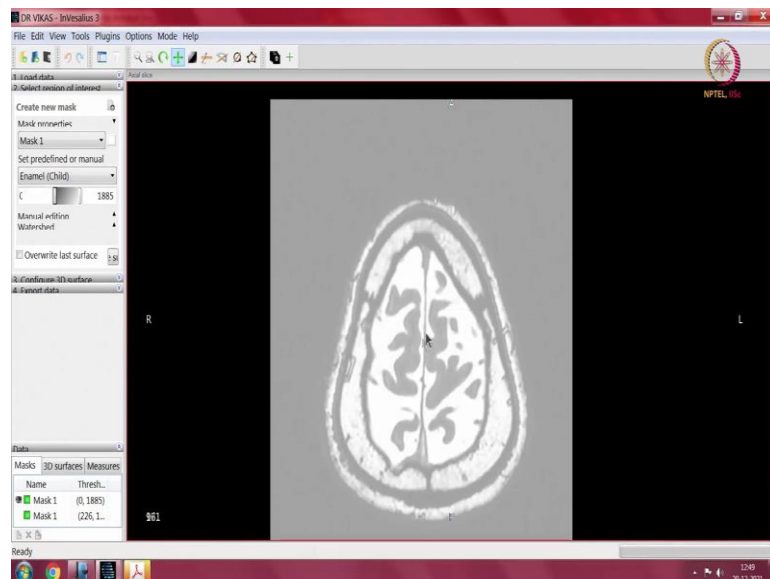 DR VIKAS - InVesalius 3
File Edit View Tools Plugins Options Mode Help
NPTEL, IISc
1. Load data
2. Select region of interest
Axial slice
Create new mask
Mask properties
Mask 1
Set predefined or manual
Enamel (Child)
1885
Manual edition
Watershed
Overwrite last surface
3. Configure 3D surface
4. Export data
R
L
Data
Masks 3D surfaces Measures
Name Thresh...
Mask 1 (0, 1885)
Mask 1 (226, 1...
Ready
12:49